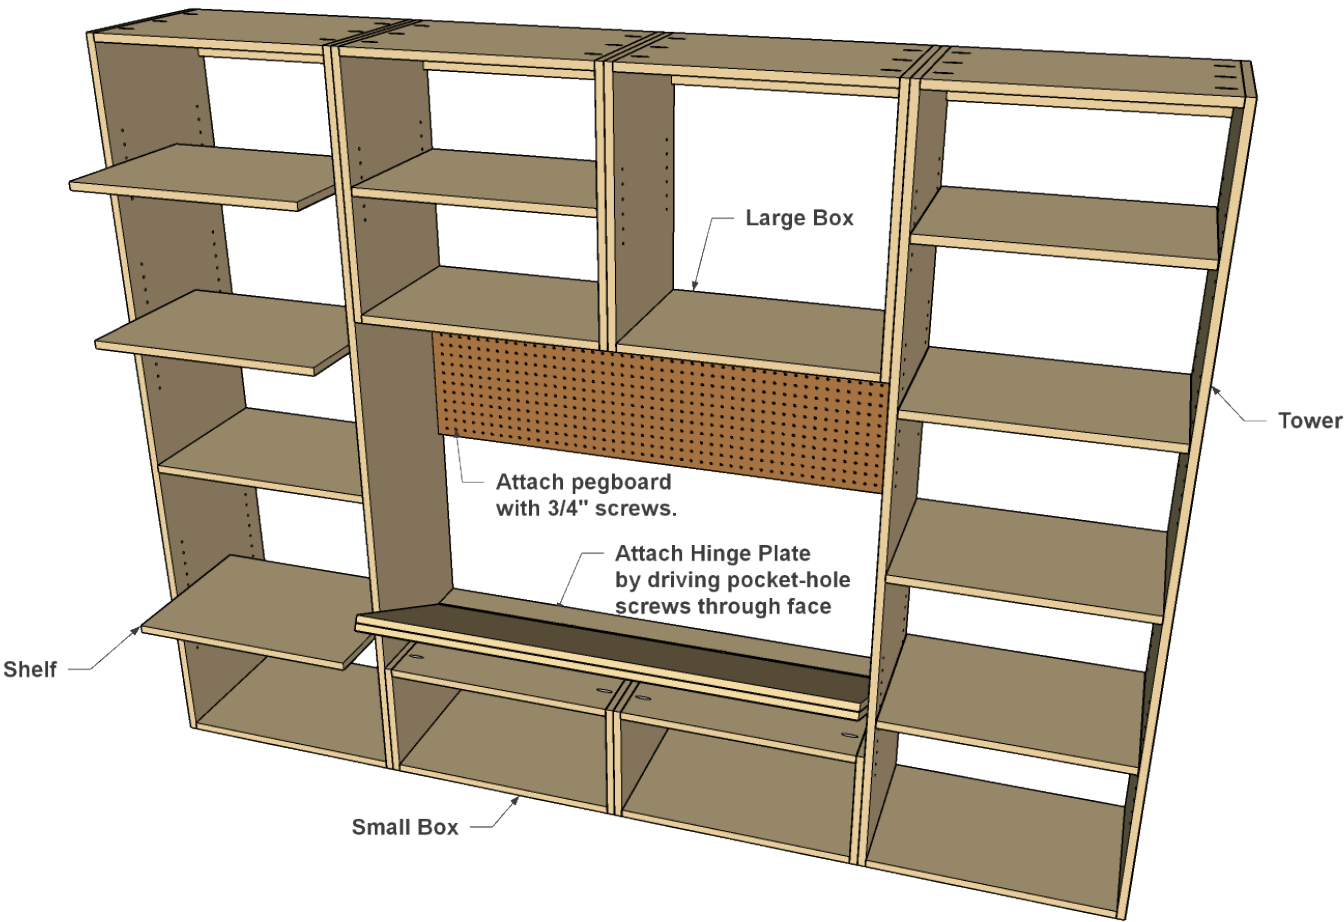 Large Box
Tower
Attach pegboard
with 3/4" screws.
Attach Hinge Plate
by driving pocket-hole
screws through face
Shelf
Small Box